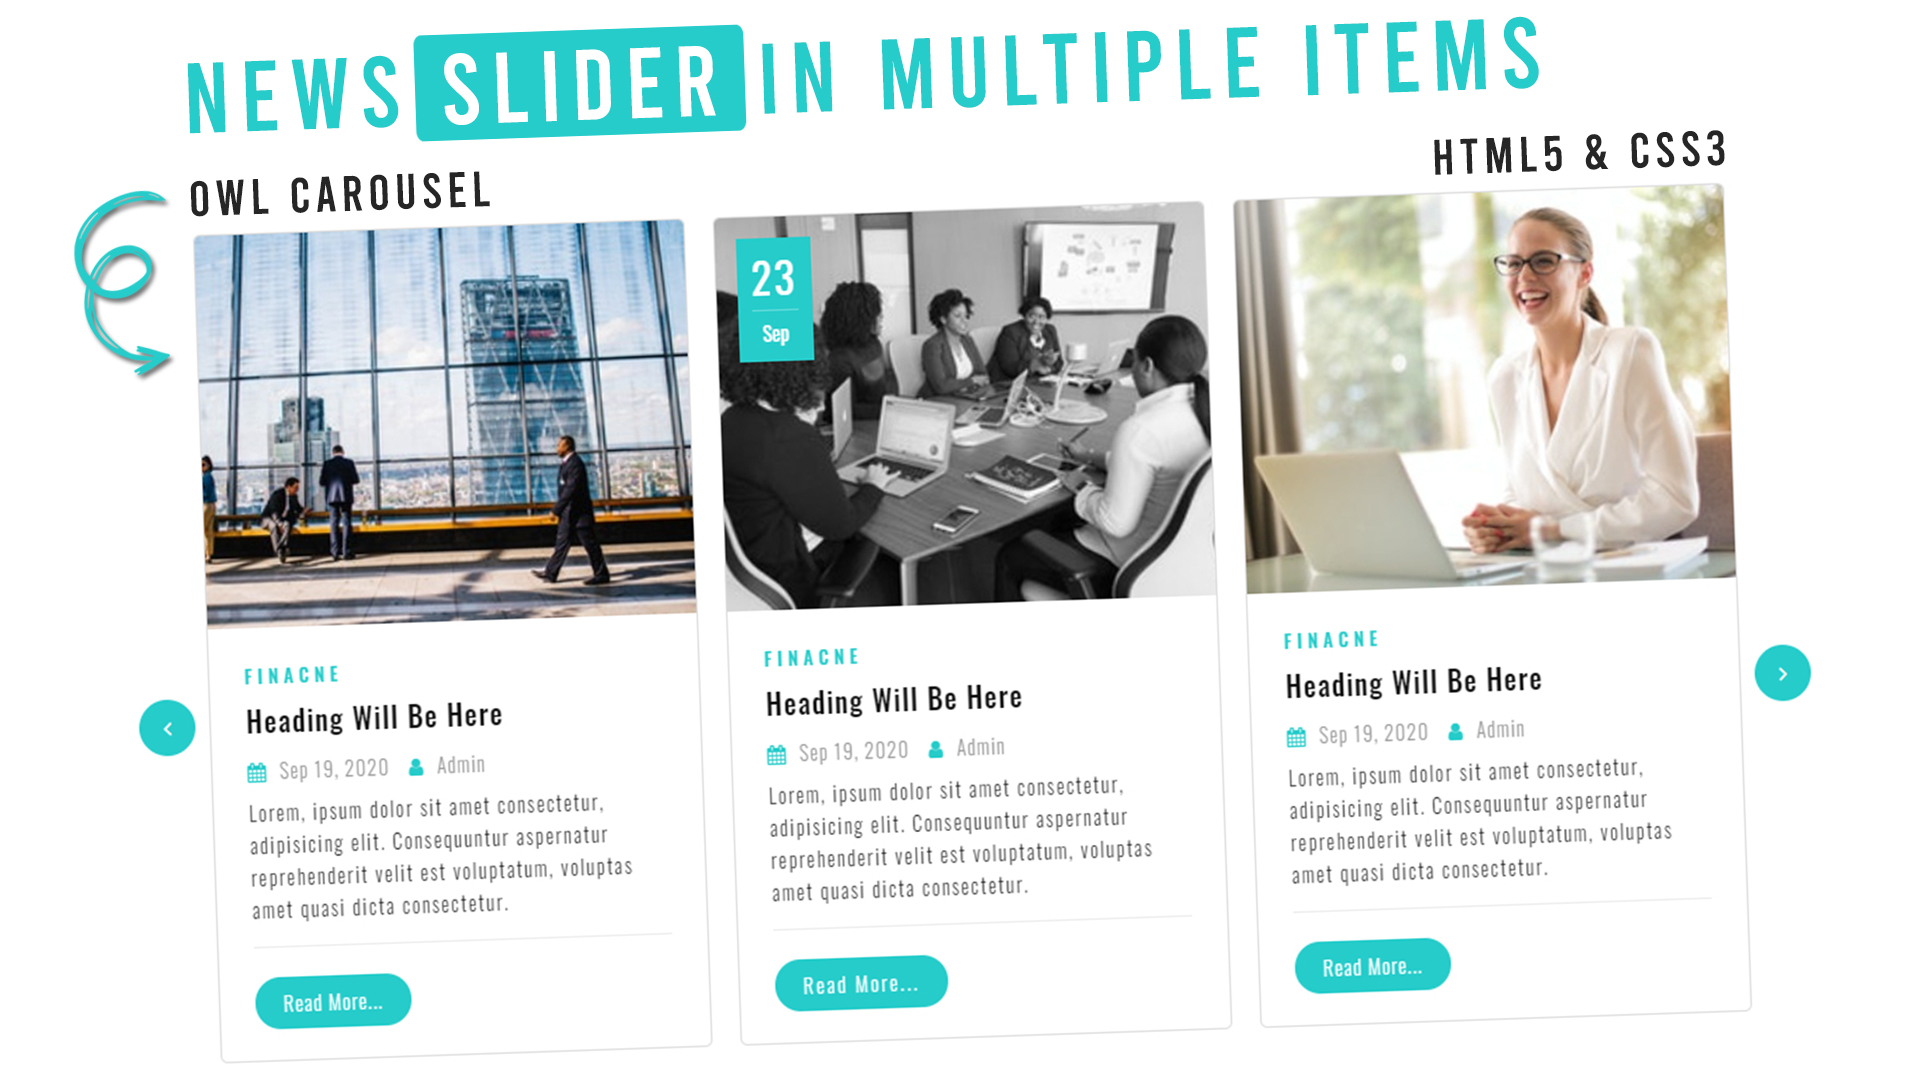 NEWS SLIDER IN MULTIPLE ITEMS
OWL CAROUSEL
HTML5 & CSS3
FINACNE
Heading Will Be Here
Sep 19, 2020 Admin
Lorem, ipsum dolor sit amet consectetur,
adipisicing elit. Consequuntur aspernatur
reprehenderit velit est voluptatum, voluptas
amet quasi dicta consectetur.
Read More...
23
Sep
FINACNE
Heading Will Be Here
Sep 19, 2020 Admin
Lorem, ipsum dolor sit amet consectetur,
adipisicing elit. Consequuntur aspernatur
reprehenderit velit est voluptatum, voluptas
amet quasi dicta consectetur.
Read More...
FINACNE
Heading Will Be Here
Sep 19, 2020 Admin
Lorem, ipsum dolor sit amet consectetur,
adipisicing elit. Consequuntur aspernatur
reprehenderit velit est voluptatum, voluptas
amet quasi dicta consectetur.
Read More...